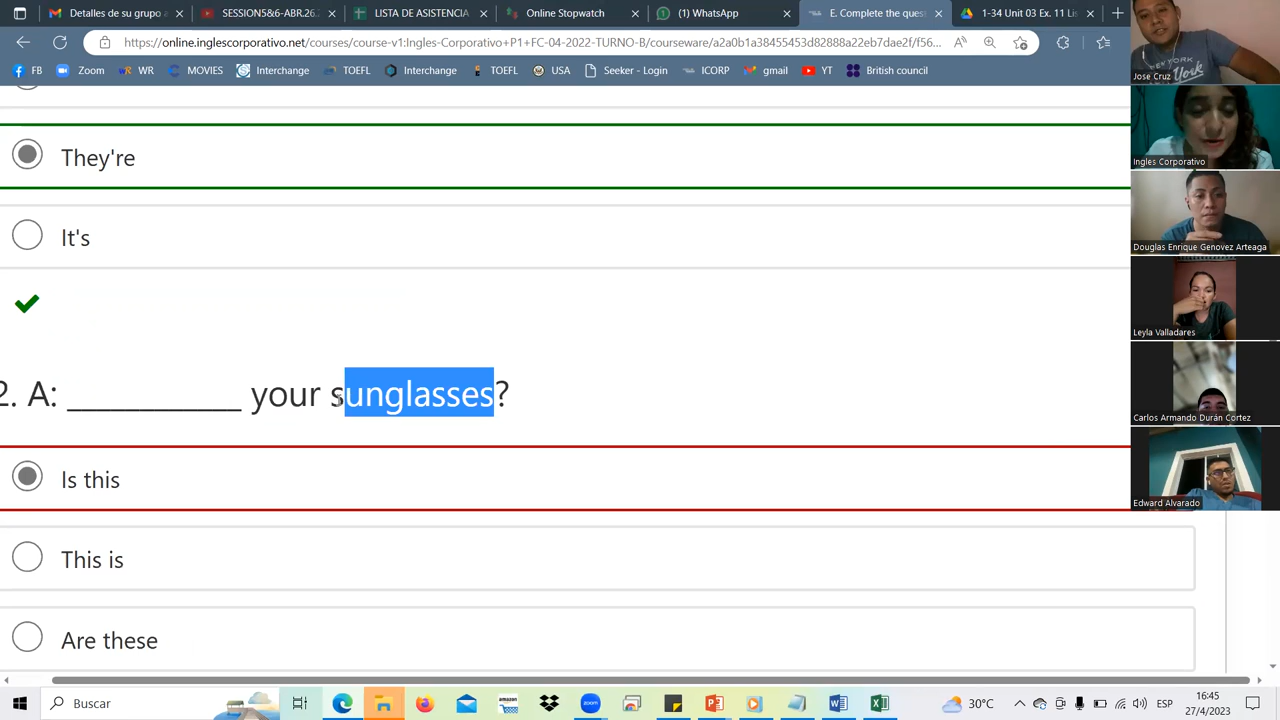 Detalles de su grupo a
SESSION5&6-ABR.26.
LISTA DE ASISTENCIA
Online Stopwatch
(1) WhatsApp
E. Complete the ques
1-34 Unit 03 Ex. 11 Li
https://online.inglescorporativo.net/courses/course-v1:Ingles-Corporativo+P1+FC-04-2022-TURNO-B/courseware/a2a0b1a38455453d82888a22eb7dae2f/f56...
FB
Zoom
WR
MOVIES
Interchange
TOEFL
Interchange
TOEFL
USA
Seeker - Login
ICORP
gmail
YT
British council
Jose Cruz
Ingles Corporativo
Douglas Enrique Genovez Arteaga
Leyla Valladares
Carlos Armando Durán Cortez
Edward Alvarado
They're
It's
2. A: ____________ your sunglasses?
Is this
This is
Are these
Buscar
30°C
ESP
16:45
27/4/2023